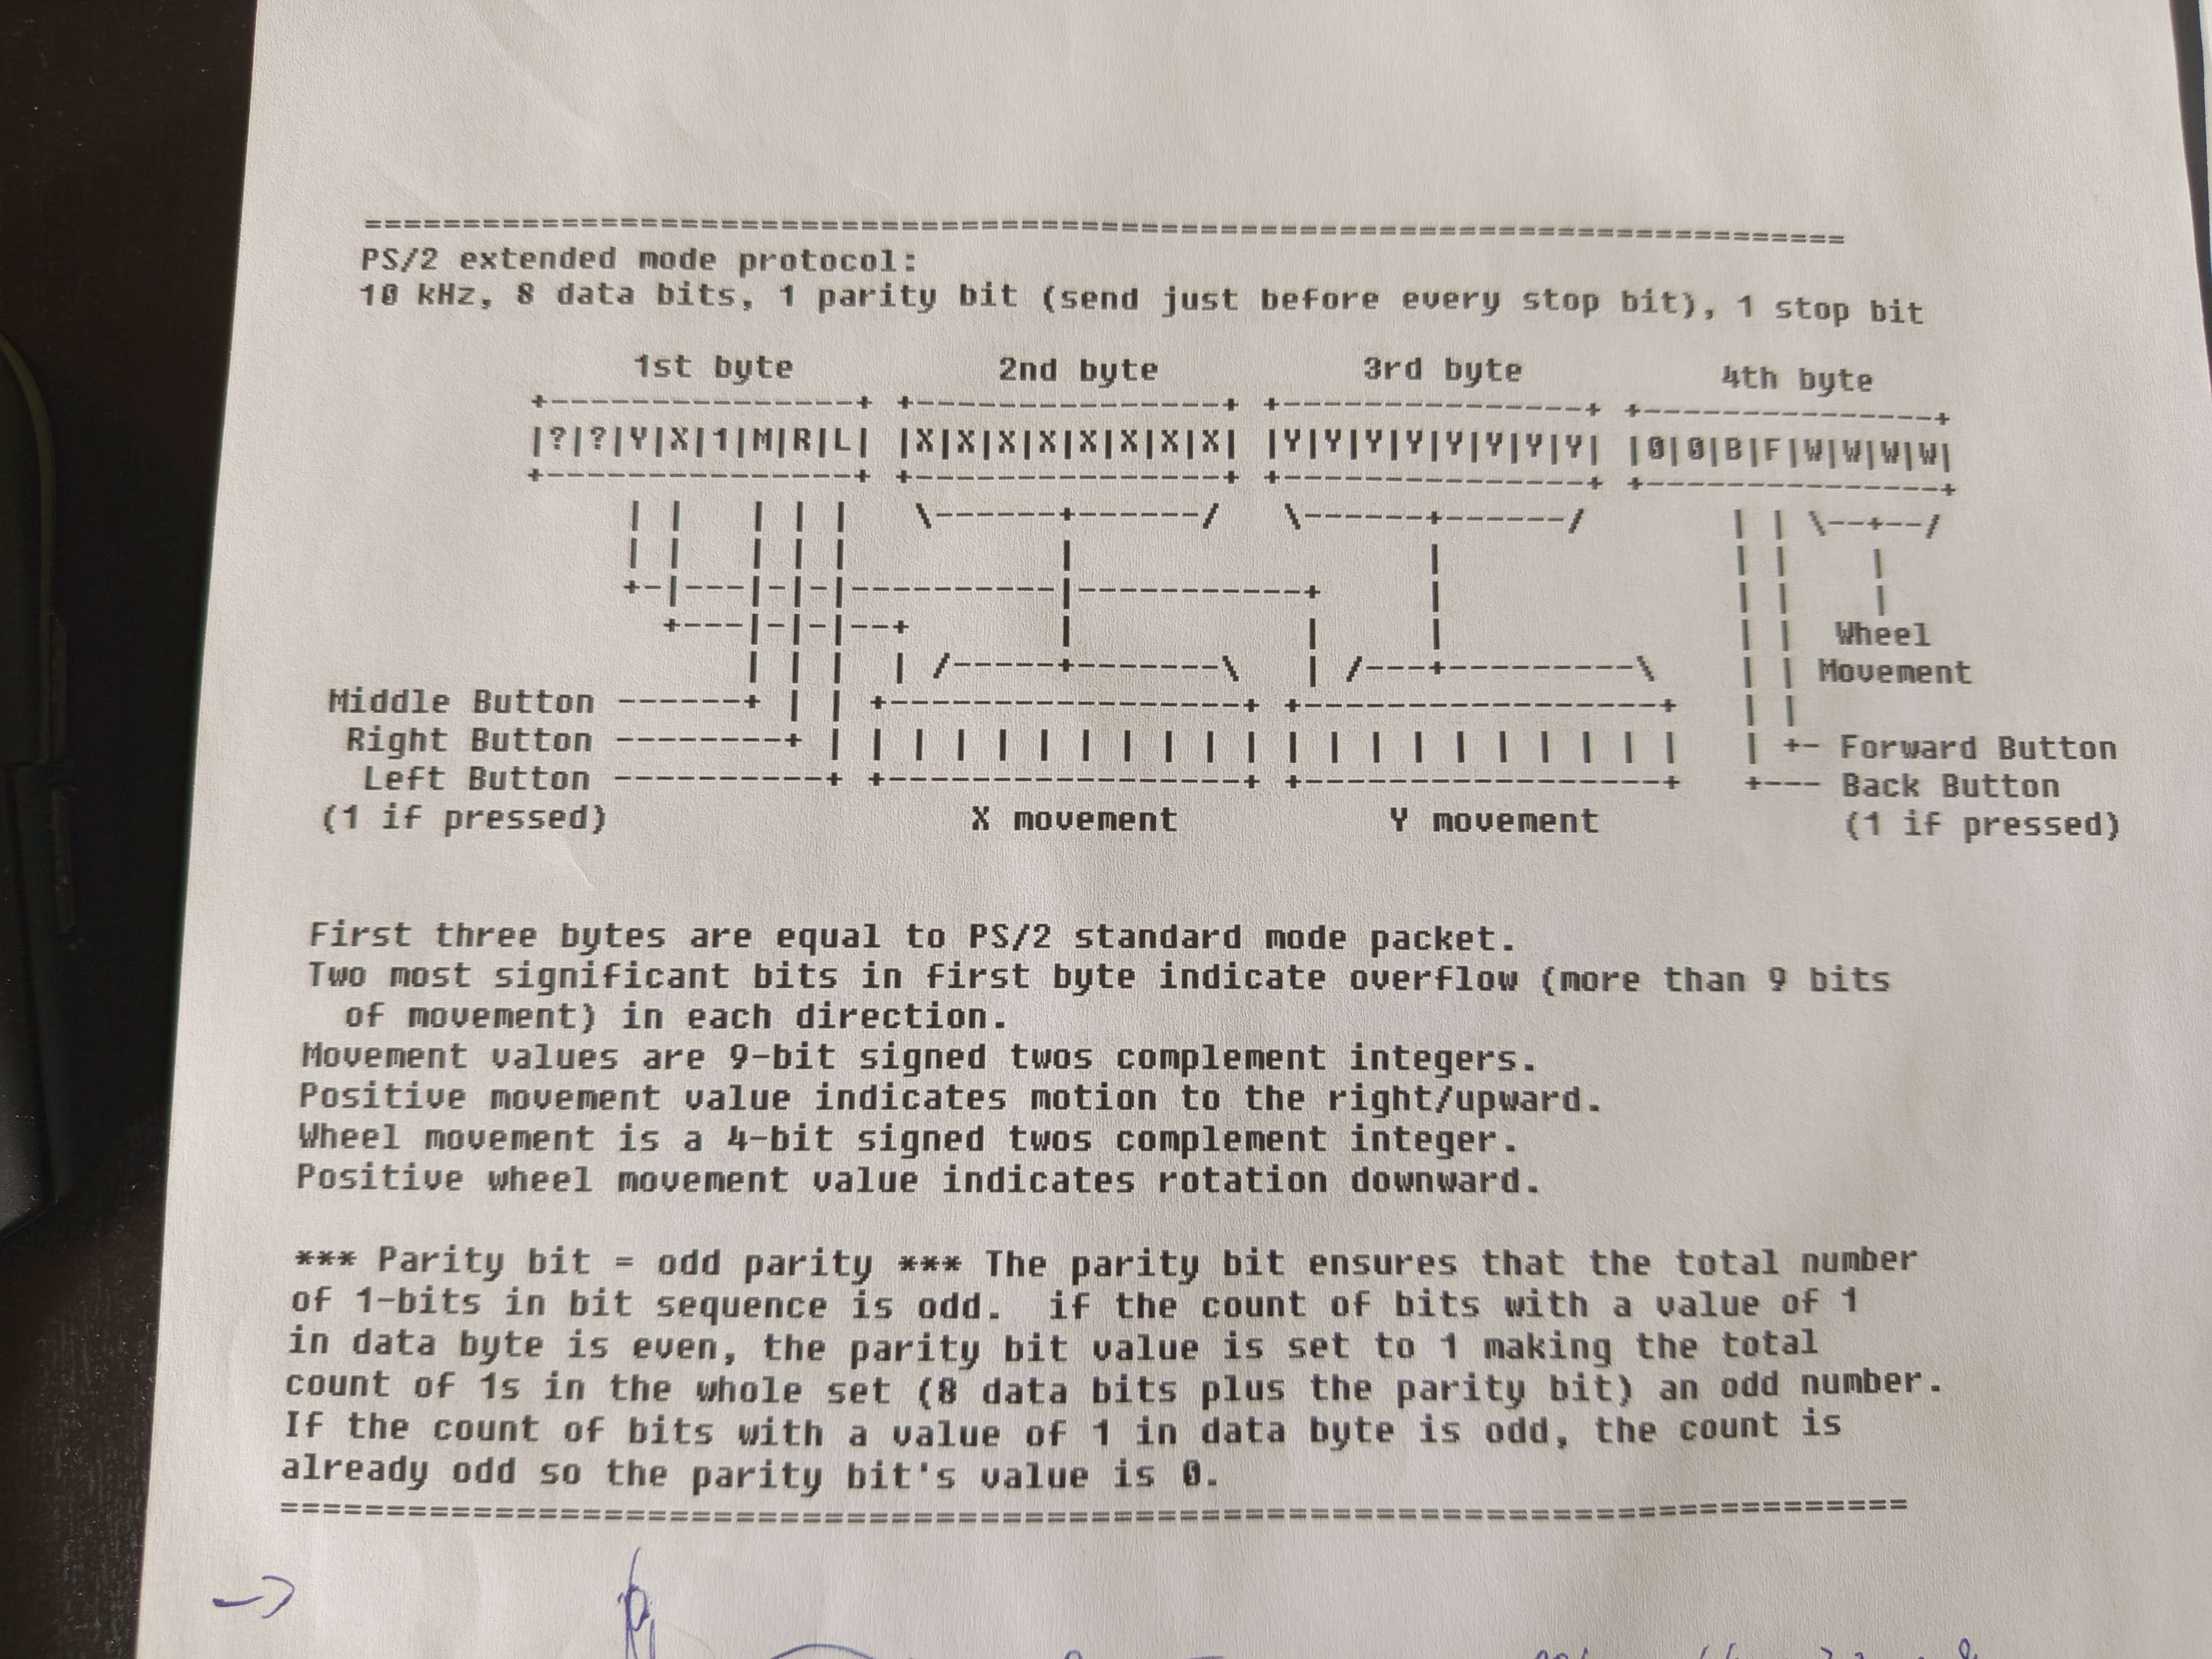 ================================================================================
PS/2 extended mode protocol:
10 kHz, 8 data bits, 1 parity bit (send just before every stop bit), 1 stop bit
1st byte 2nd byte 3rd byte 4th byte
+---------------+ +---------------+ +---------------+ +---------------+
|?|?|Y|X|1|M|R|L| |X|X|X|X|X|X|X|X| |Y|Y|Y|Y|Y|Y|Y|Y| |0|0|B|F|W|W|W|W|
+---------------+ +---------------+ +---------------+ +---------------+
Wheel
Movement
Middle Button
Right Button
Forward Button
Left Button
Back Button
(1 if pressed) X movement Y movement (1 if pressed)
First three bytes are equal to PS/2 standard mode packet.
Two most significant bits in first byte indicate overflow (more than 9 bits
of movement) in each direction.
Movement values are 9-bit signed twos complement integers.
Positive movement value indicates motion to the right/upward.
Wheel movement is a 4-bit signed twos complement integer.
Positive wheel movement value indicates rotation downward.
*** Parity bit = odd parity *** The parity bit ensures that the total number
of 1-bits in bit sequence is odd.  if the count of bits with a value of 1
in data byte is even, the parity bit value is set to 1 making the total
count of 1s in the whole set (8 data bits plus the parity bit) an odd number.
If the count of bits with a value of 1 in data byte is odd, the count is
already odd so the parity bit's value is 0.
================================================================================